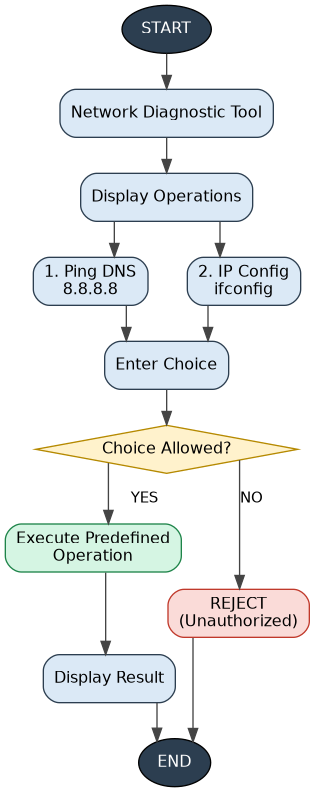 START
Network Diagnostic Tool
Display Operations
1. Ping DNS
8.8.8.8
2. IP Config
ifconfig
Enter Choice
Choice Allowed?
YES
NO
Execute Predefined
Operation
REJECT
(Unauthorized)
Display Result
END